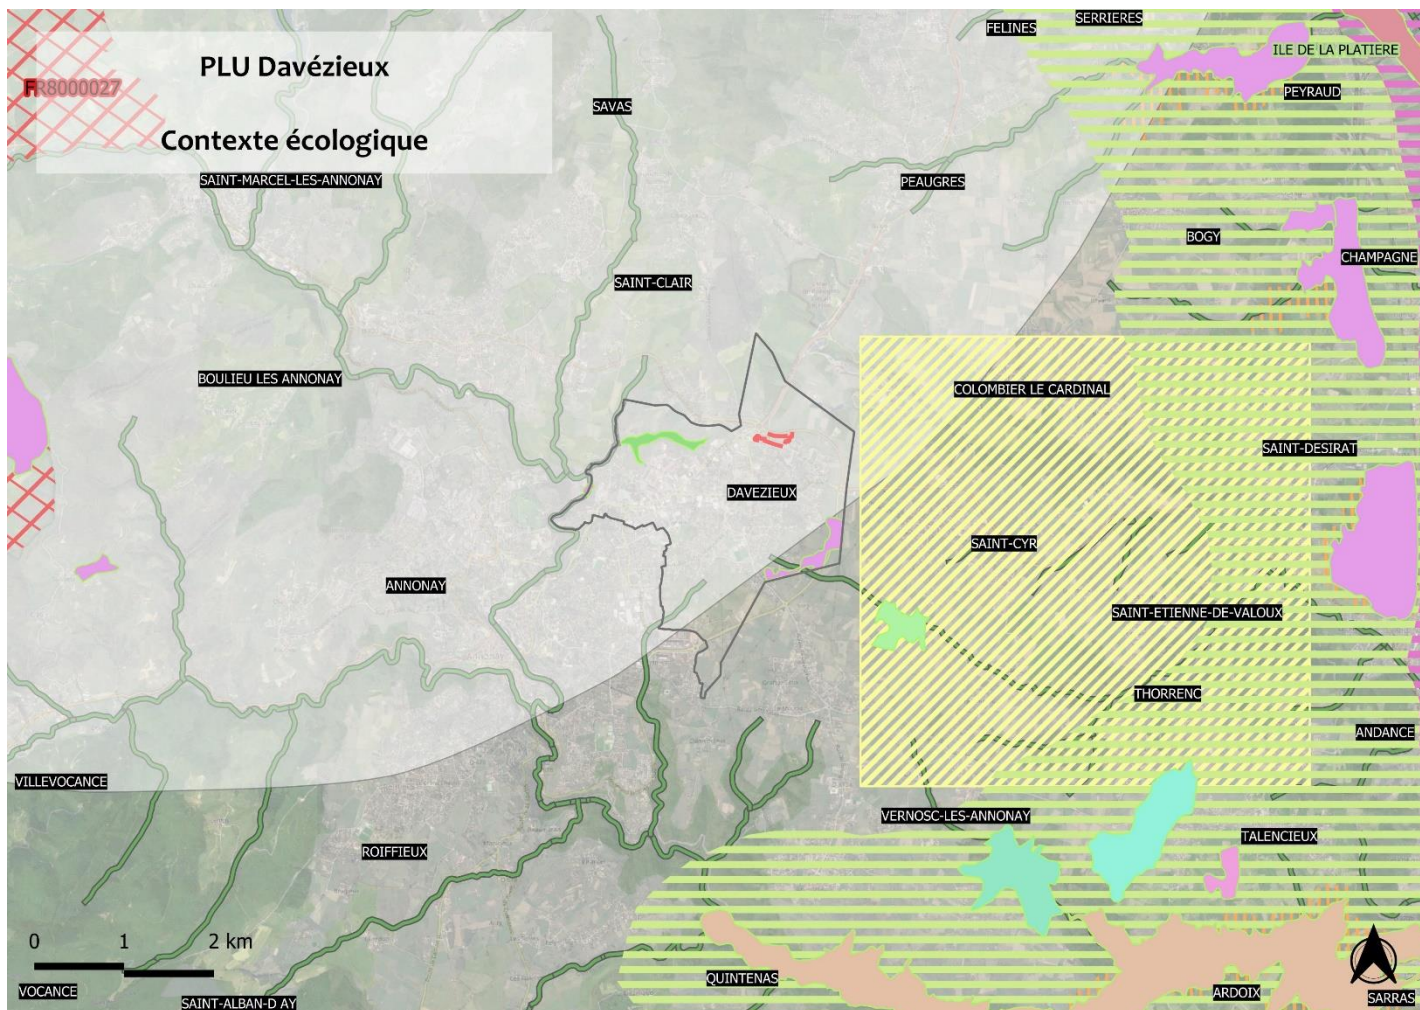 PLU Davézieux
Contexte écologique
FR8000027
FELINES
SERRIERES
ILE DE LA PLATIERE
PEYRAUD
SAVAS
SAINT-MARCEL-LES-ANNONAY
PEAUGRES
BOGY
CHAMPAGNE
SAINT-CLAIR
BOULIEU LES ANNONAY
COLOMBIER LE CARDINAL
SAINT-DESIRAT
DAVEZIEUX
SAINT-CYR
ANNONAY
SAINT-ETIENNE-DE-VALOUX
THORRENC
ANDANCE
VILLEVOCANCE
VERNOSC-LES-ANNONAY
TALENCIEUX
ROIFFIEUX
0 1 2 km
VOCANCE
SAINT-ALBAN-D AY
QUINTENAS
ARDOIX
SARRAS